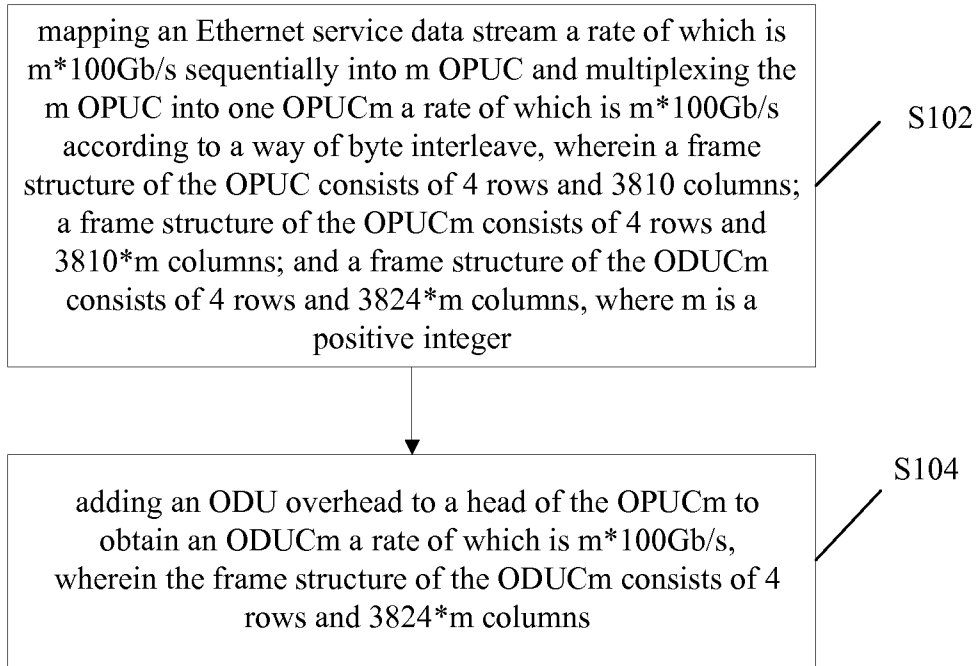 mapping an Ethernet service data stream a rate of which is
m*100Gb/s sequentially into m OPUC and multiplexing the
m OPUC into one OPUCm a rate of which is m*100Gb/s
according to a way of byte interleave, wherein a frame
structure of the OPUC consists of 4 rows and 3810 columns;
a frame structure of the OPUCm consists of 4 rows and
3810*m columns; and a frame structure of the ODUCm
consists of 4 rows and 3824*m columns, where m is a
positive integer
S102
adding an ODU overhead to a head of the OPUCm to
obtain an ODUCm a rate of which is m*100Gb/s,
wherein the frame structure of the ODUCm consists of 4
rows and 3824*m columns
S104